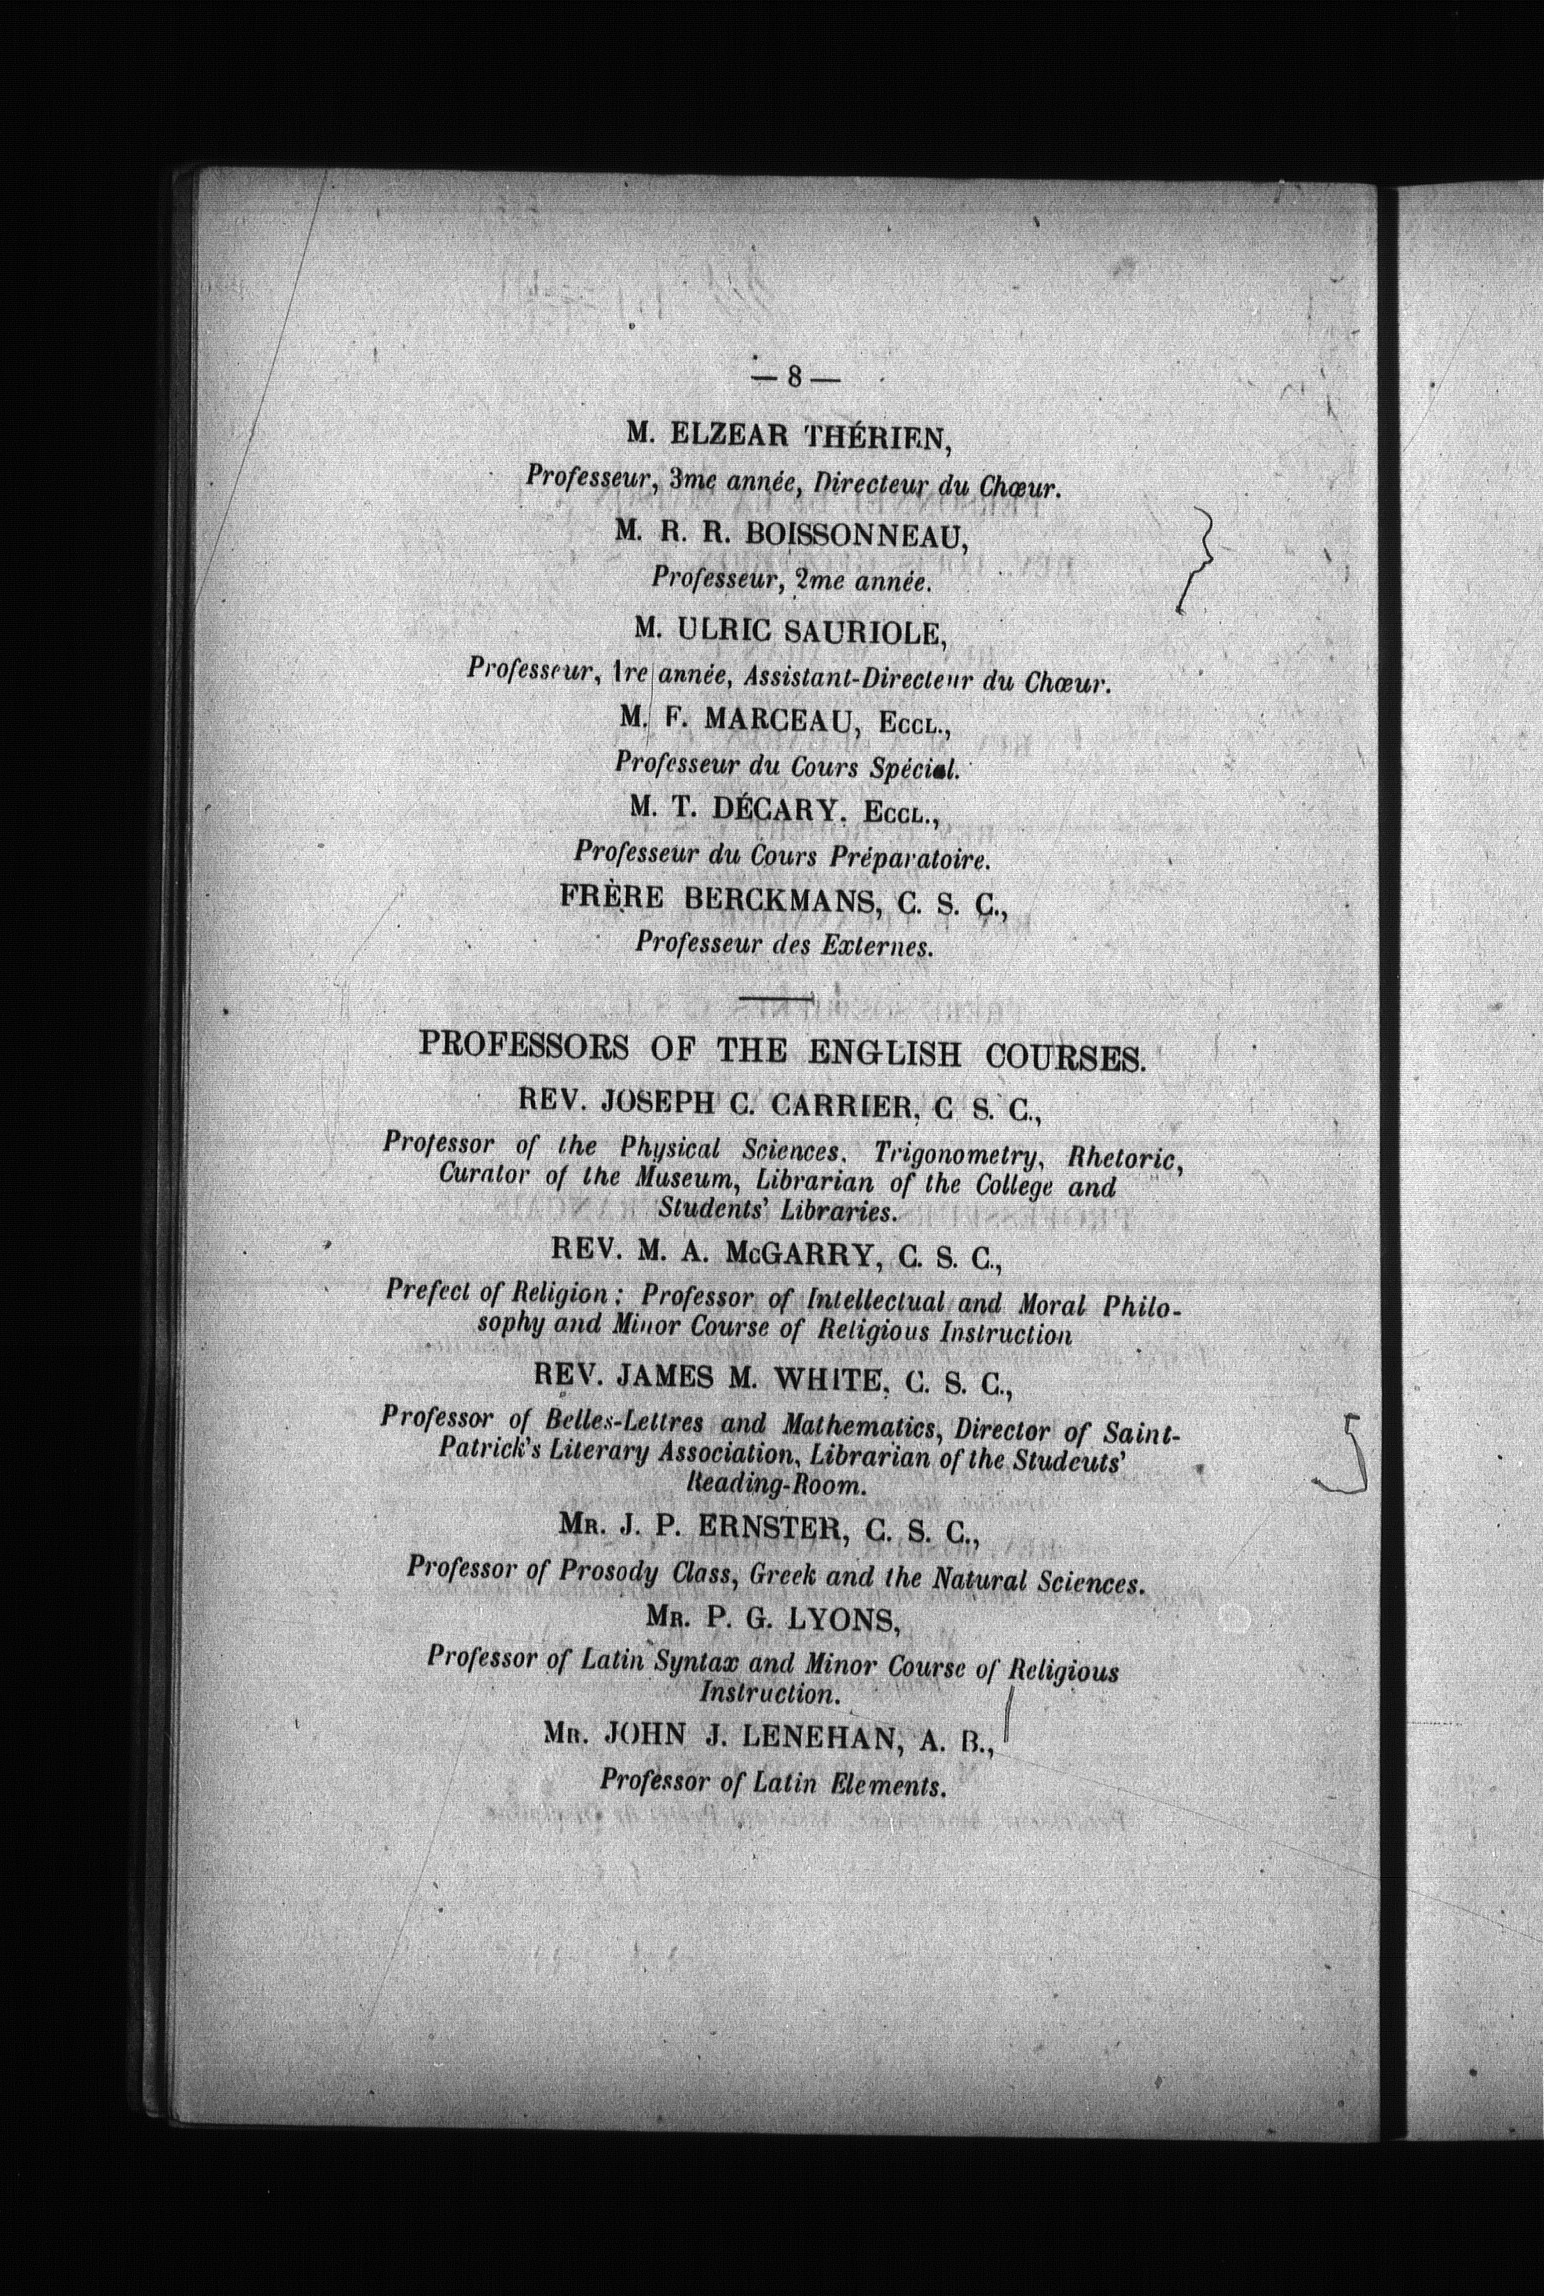 — 8 —
M. ELZEAR THÉRIEN,
Professeur, 3me année, Directeur du Chœur.
M. R. R. BOISSONNEAU,
Professeur, 2me année.
M. ULRIC SAURIOLE,
Professeur, 1re année, Assistant-Directeur du Chœur.
M. F. MARCEAU, ECCL.,
Professeur du Cours Spécial.
M. T. DÉCARY. ECCL.,
Professeur du Cours Préparatoire.
FRÈRE BERCKMANS, C. S. C.,
Professeur des Externes.
PROFESSORS OF THE ENGLISH COURSES.
REV. JOSEPH C. CARRIER, C S. C.,
Professor of the Physical Sciences. Trigonometry, Rhetoric,
Curator of the Museum, Librarian of the College and
Students' Libraries.
REV. M. A. McGARRY, C. S. C.,
Prefect of Religion; Professor of Intellectual and Moral Philo-
sophy and Minor Course of Religious Instruction
REV. JAMES M. WHITE, C. S. C.,
Professor of Belles-Lettres and Mathematics, Director of Saint-
Patrick's Literary Association, Librarian of the Studeuts'
Reading-Room.
MR. J. P. ERNSTER, C. S. C.,
Professor of Prosody Class, Greek and the Natural Sciences.
MR. P. G. LYONS,
Professor of Latin Syntax and Minor Course of Religious
Instruction.
MR. JOHN J. LENEHAN, A. B.,
Professor of Latin Elements.